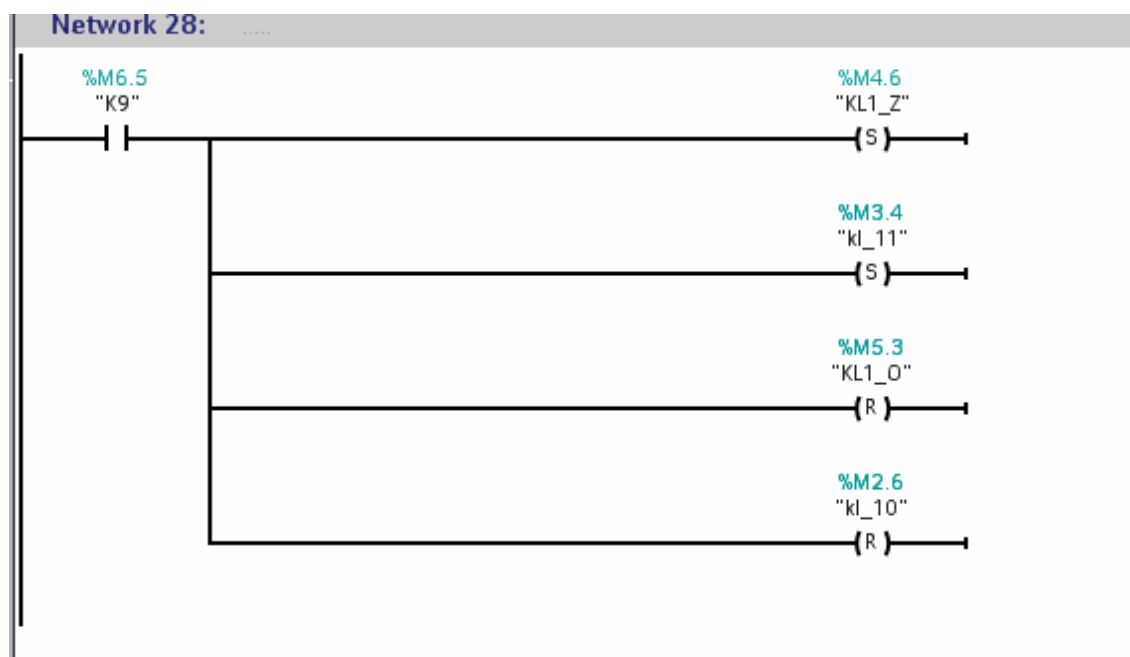 Network 28: .....
%M6.5
"K9"
%M4.6
"KL1_Z"
S
%M3.4
"kl_11"
S
%M5.3
"KL1_O"
R
%M2.6
"kl_10"
R